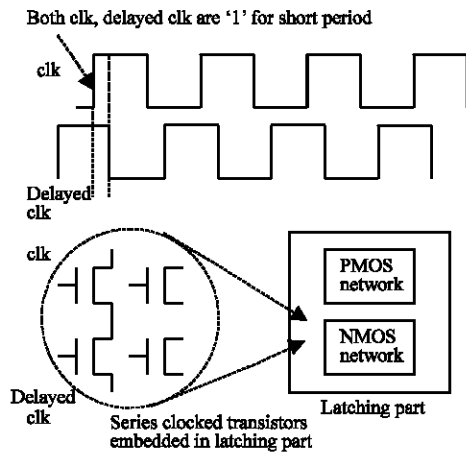 Both clk, delayed clk are ‘1’ for short period
clk
Delayed
clk
clk
Delayed
clk
Series clocked transistors
embedded in latching part
PMOS
network
NMOS
network
Latching part